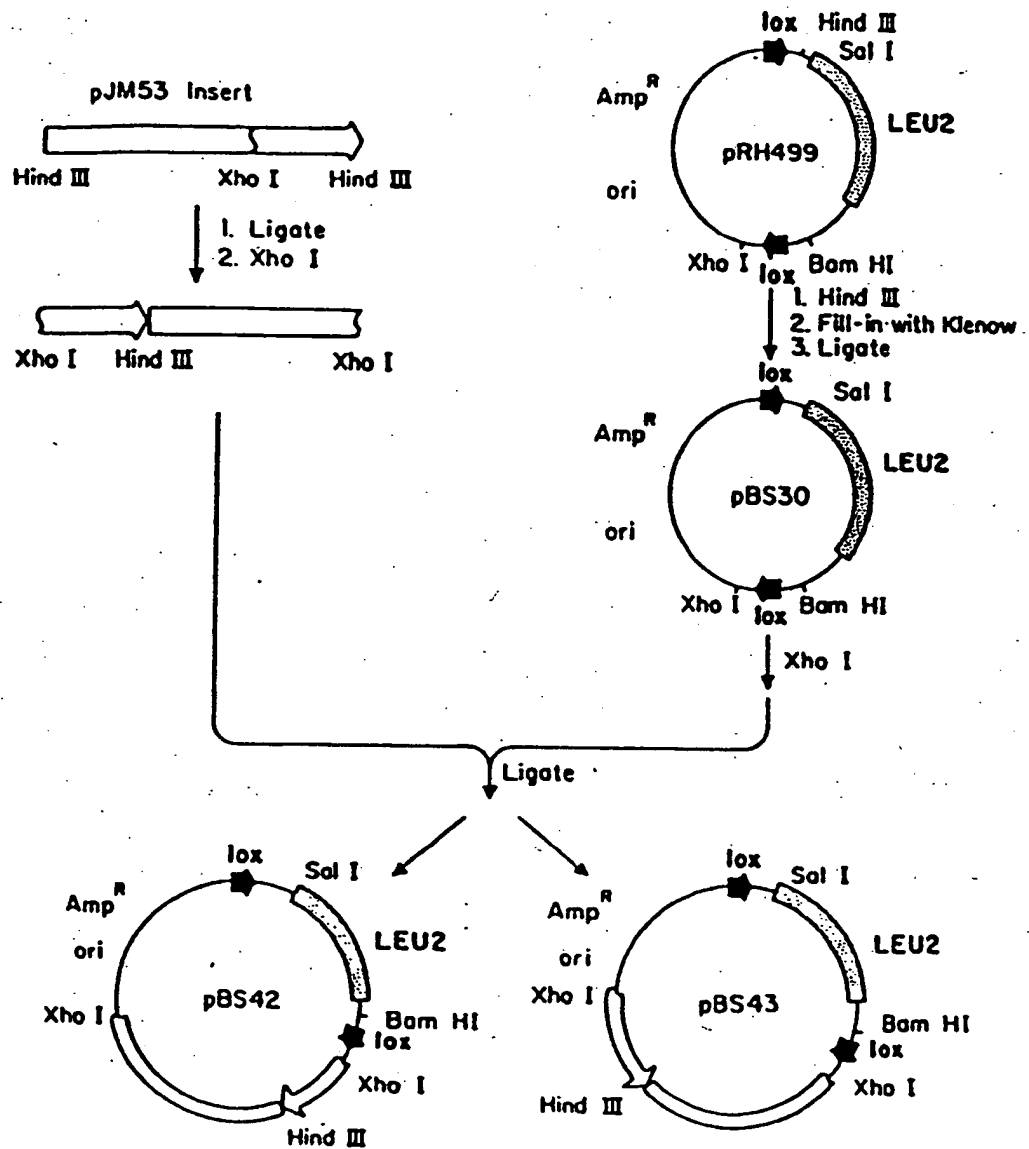 pJM53 Insert
Hind III
Xho I
Hind III
1. Ligate
2. Xho I
Xho I
Hind III
Xho I
lox
Hind III
Sal I
Amp^R
LEU2
pRH499
ori
Xho I
lox
Bam HI
1. Hind III
2. Fill-in with Klenow
3. Ligate
lox
Sal I
Amp^R
LEU2
pBS30
ori
Xho I
lox
Bam HI
Xho I
Ligate
lox
Sal I
Amp^R
ori
LEU2
pBS42
Xho I
Bam HI
lox
Xho I
Hind III
lox
Sal I
Amp^R
ori
LEU2
Xho I
pBS43
Bam HI
lox
Xho I
Hind III